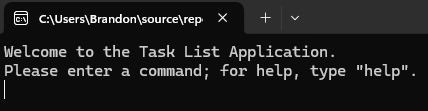 C:\Users\Brandon\source\rep
Welcome to the Task List Application.
Please enter a command; for help, type "help".